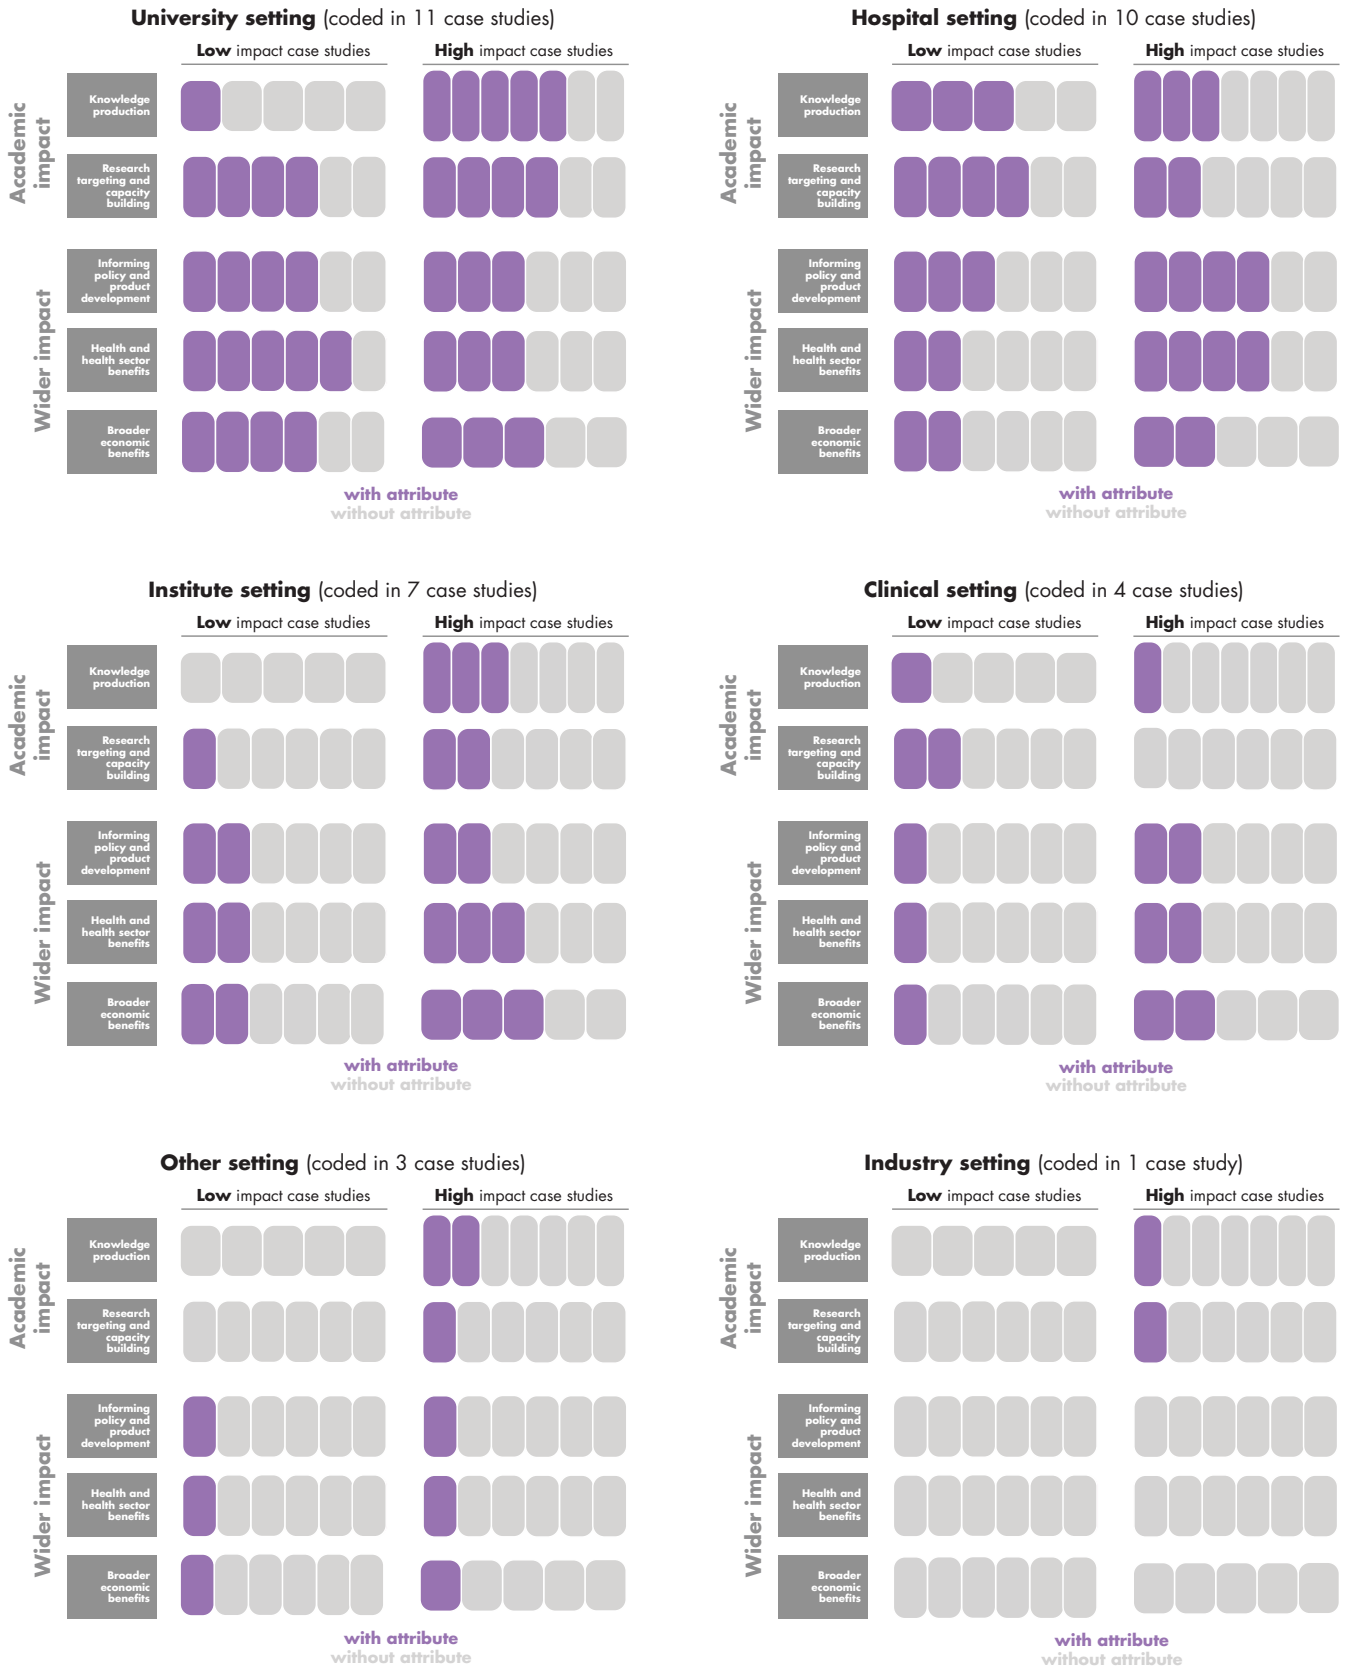 University setting (coded in 11 case studies)
Low impact case studies
High impact case studies
Academic
impact
Knowledge
production
Research
targeting and
capacity
building
Wider impact
Informing
policy and
product
development
Health and
health sector
benefits
Broader
economic
benefits
with attribute
without attribute
Hospital setting (coded in 10 case studies)
Low impact case studies
High impact case studies
Academic
impact
Knowledge
production
Research
targeting and
capacity
building
Wider impact
Informing
policy and
product
development
Health and
health sector
benefits
Broader
economic
benefits
with attribute
without attribute
Institute setting (coded in 7 case studies)
Low impact case studies
High impact case studies
Academic
impact
Knowledge
production
Research
targeting and
capacity
building
Wider impact
Informing
policy and
product
development
Health and
health sector
benefits
Broader
economic
benefits
with attribute
without attribute
Clinical setting (coded in 4 case studies)
Low impact case studies
High impact case studies
Academic
impact
Knowledge
production
Research
targeting and
capacity
building
Wider impact
Informing
policy and
product
development
Health and
health sector
benefits
Broader
economic
benefits
with attribute
without attribute
Other setting (coded in 3 case studies)
Low impact case studies
High impact case studies
Academic
impact
Knowledge
production
Research
targeting and
capacity
building
Wider impact
Informing
policy and
product
development
Health and
health sector
benefits
Broader
economic
benefits
with attribute
without attribute
Industry setting (coded in 1 case study)
Low impact case studies
High impact case studies
Academic
impact
Knowledge
production
Research
targeting and
capacity
building
Wider impact
Informing
policy and
product
development
Health and
health sector
benefits
Broader
economic
benefits
with attribute
without attribute